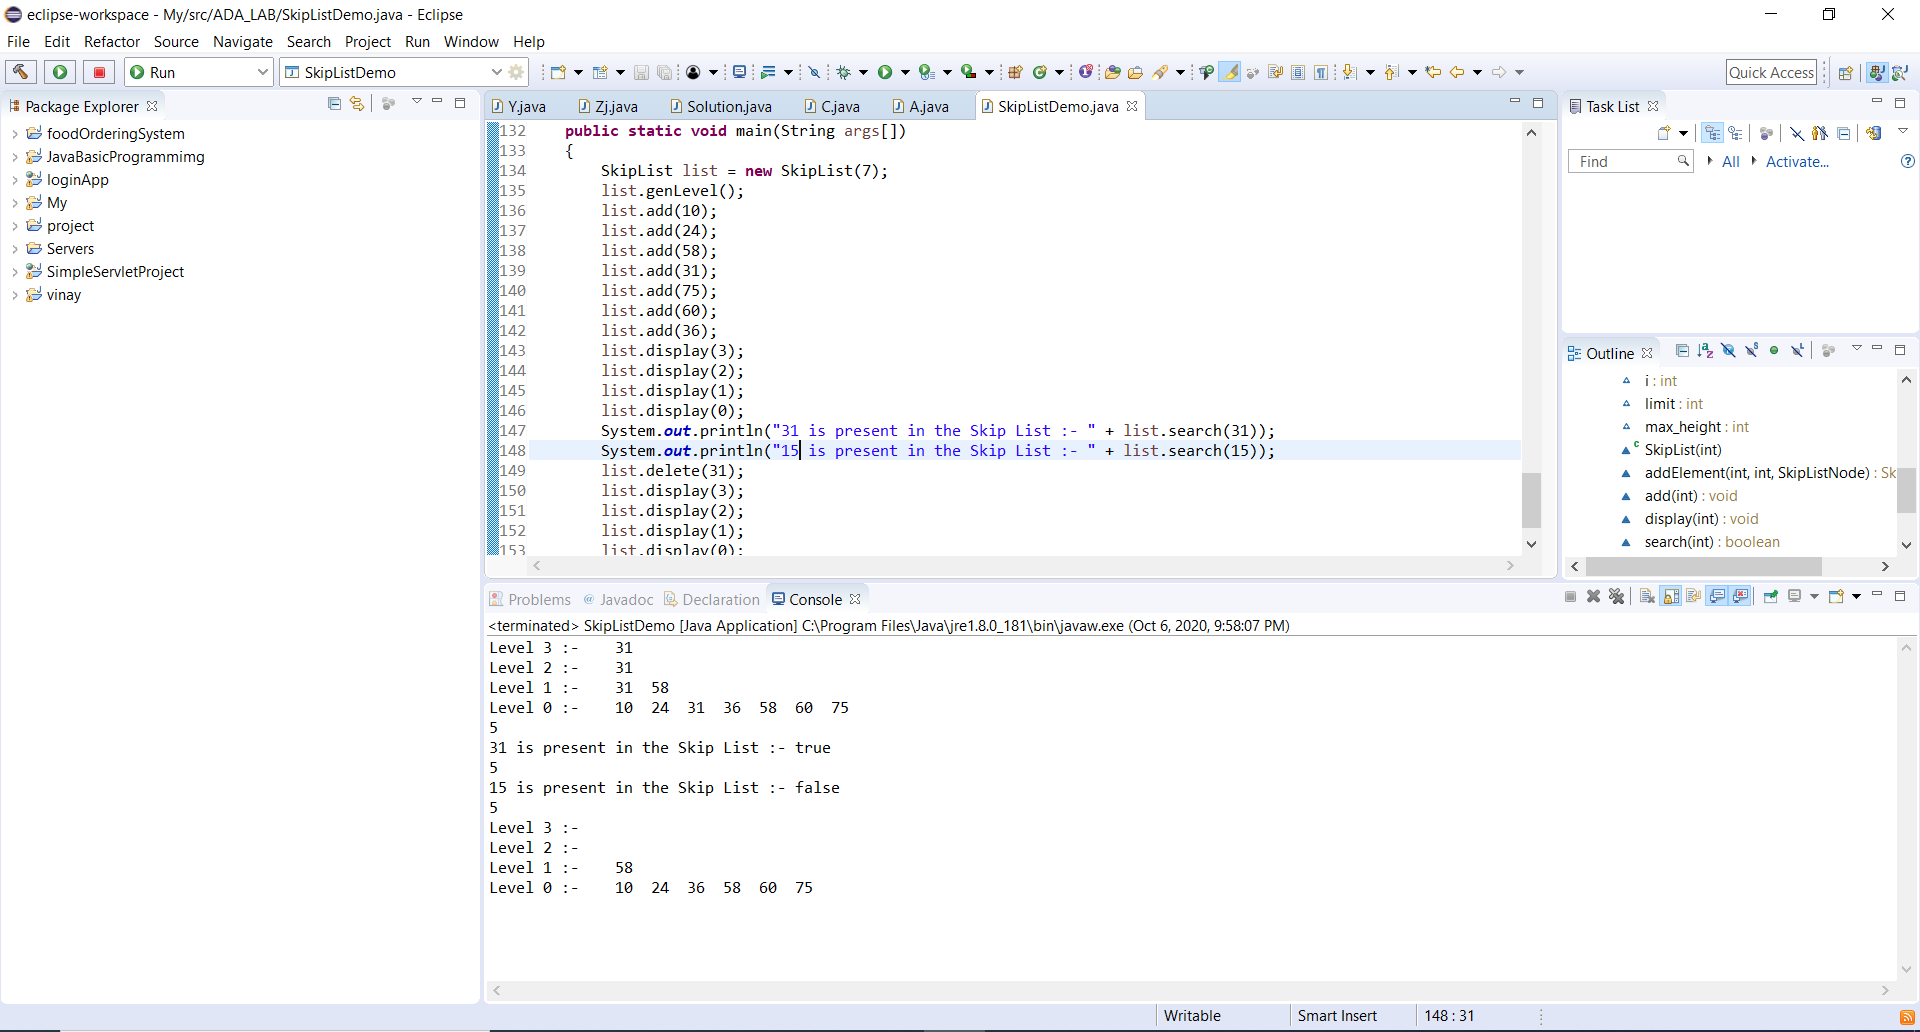 eclipse-workspace - My/src/ADA_LAB/SkipListDemo.java - Eclipse
File Edit Refactor Source Navigate Search Project Run Window Help
Run SkipListDemo Quick Access
Package Explorer
foodOrderingSystem
JavaBasicProgrammimg
loginApp
My
project
Servers
SimpleServletProject
vinay
Y.java Zj.java Solution.java C.java A.java SkipListDemo.java
132 public static void main(String args[])
133 {
134 SkipList list = new SkipList(7);
135 list.genLevel();
136 list.add(10);
137 list.add(24);
138 list.add(58);
139 list.add(31);
140 list.add(75);
141 list.add(60);
142 list.add(36);
143 list.display(3);
144 list.display(2);
145 list.display(1);
146 list.display(0);
147 System.out.println("31 is present in the Skip List :- " + list.search(31));
148 System.out.println("15 is present in the Skip List :- " + list.search(15));
149 list.delete(31);
150 list.display(3);
151 list.display(2);
152 list.display(1);
153 list.display(0);
Task List
Find All Activate...
Outline
i : int
limit : int
max_height : int
SkipList(int)
addElement(int, int, SkipListNode) : Sk
add(int) : void
display(int) : void
search(int) : boolean
Problems @ Javadoc Declaration Console
<terminated> SkipListDemo [Java Application] C:\Program Files\Java\jre1.8.0_181\bin\javaw.exe (Oct 6, 2020, 9:58:07 PM)
Level 3 :- 31
Level 2 :- 31
Level 1 :- 31 58
Level 0 :- 10 24 31 36 58 60 75
5
31 is present in the Skip List :- true
5
15 is present in the Skip List :- false
5
Level 3 :-
Level 2 :-
Level 1 :- 58
Level 0 :- 10 24 36 58 60 75
Writable Smart Insert 148 : 31